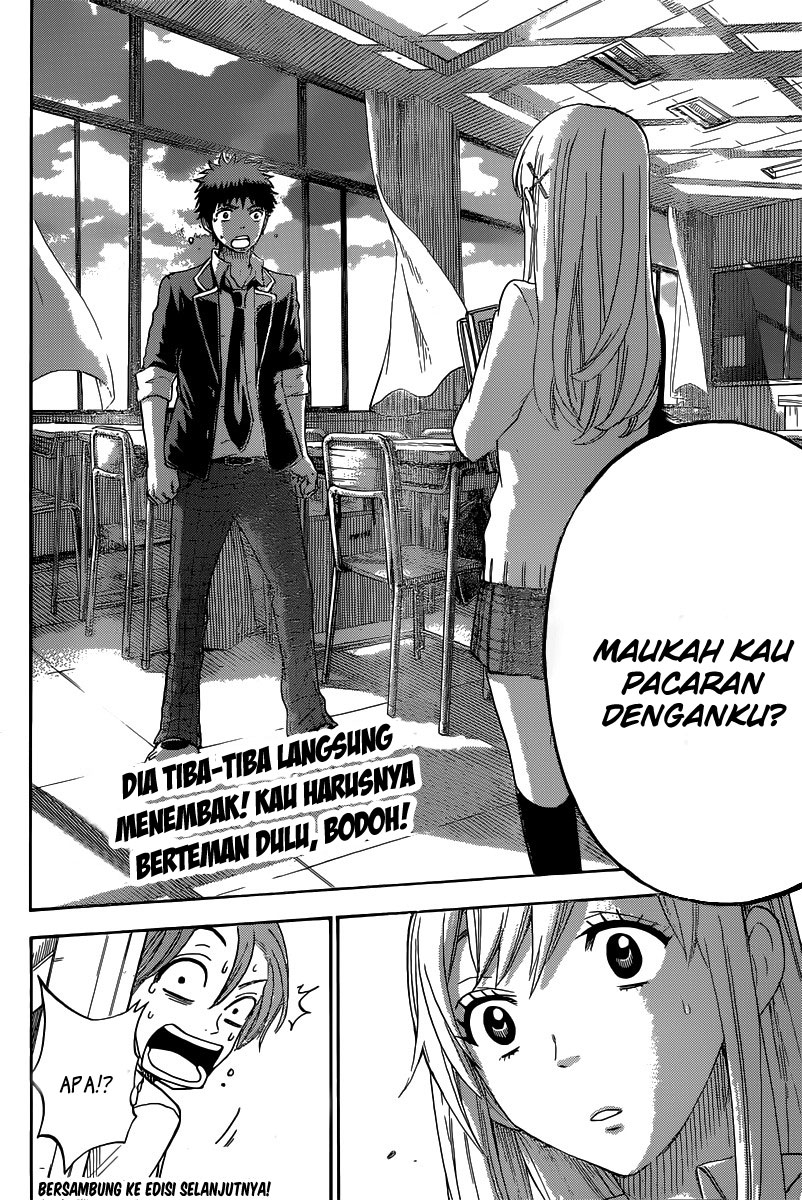 MAUKAH KAU
PACARAN
DENGANKU?
DIA TIBA-TIBA LANGSUNG
MENEMBAK! KAU HARUSNYA
BERTEMAN DULU, BODOH!
APA!?
BERSAMBUNG KE EDISI SELANJUTNYA!